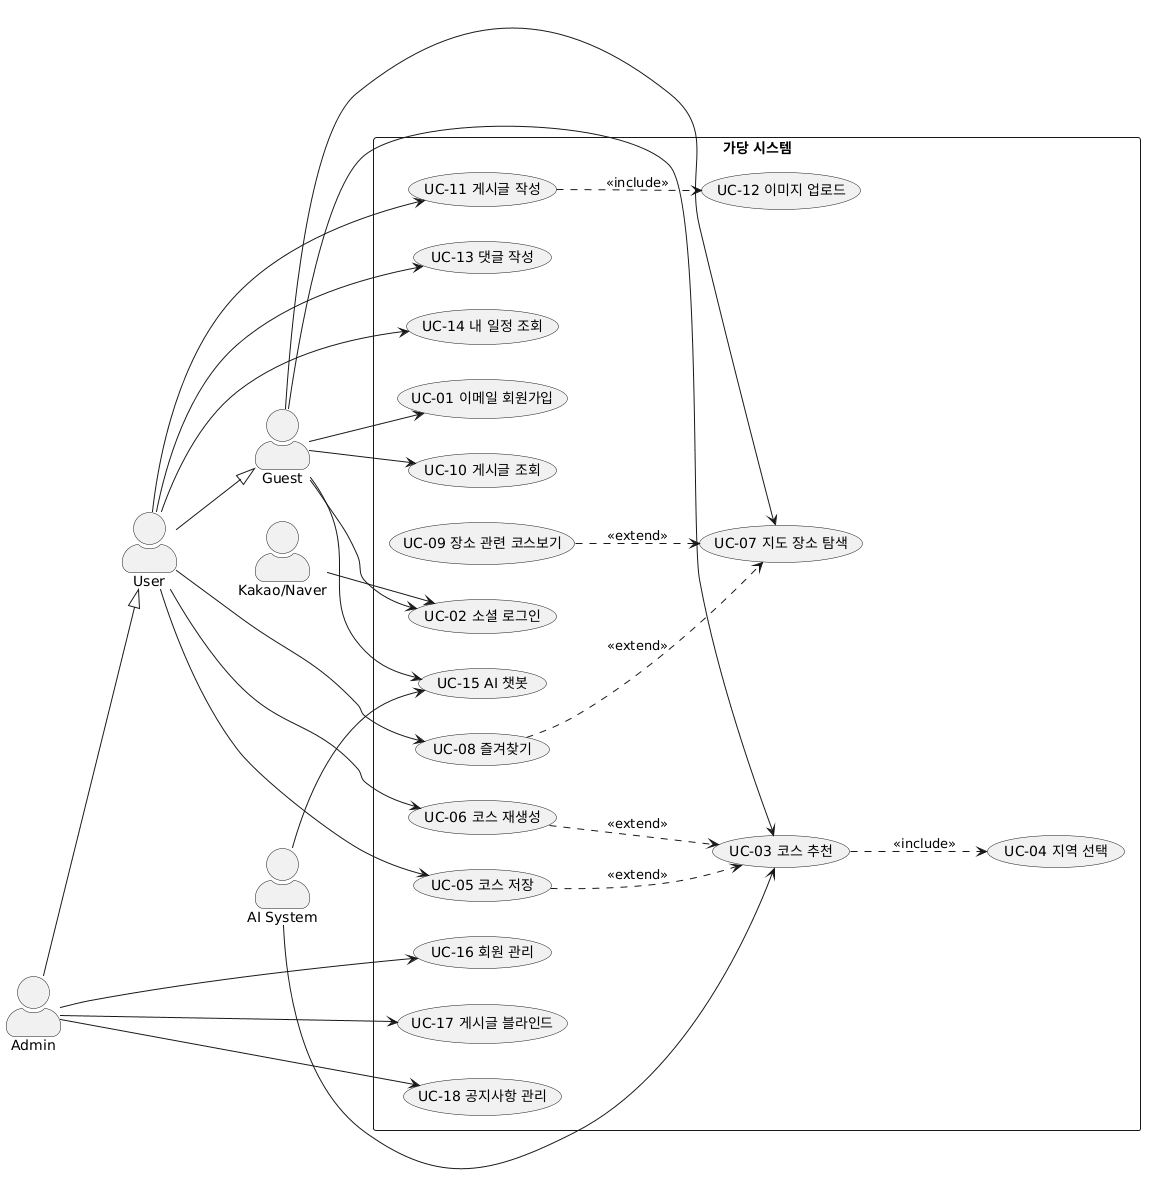 가당 시스템
UC-11 게시글 작성
«include»
UC-12 이미지 업로드
UC-13 댓글 작성
UC-14 내 일정 조회
UC-01 이메일 회원가입
UC-10 게시글 조회
Guest
UC-09 장소 관련 코스보기
«extend»
UC-07 지도 장소 탐색
User
Kakao/Naver
UC-02 소셜 로그인
«extend»
UC-15 AI 챗봇
UC-08 즐겨찾기
UC-06 코스 재생성
«extend»
UC-03 코스 추천
«include»
UC-04 지역 선택
UC-05 코스 저장
«extend»
AI System
UC-16 회원 관리
UC-17 게시글 블라인드
Admin
UC-18 공지사항 관리